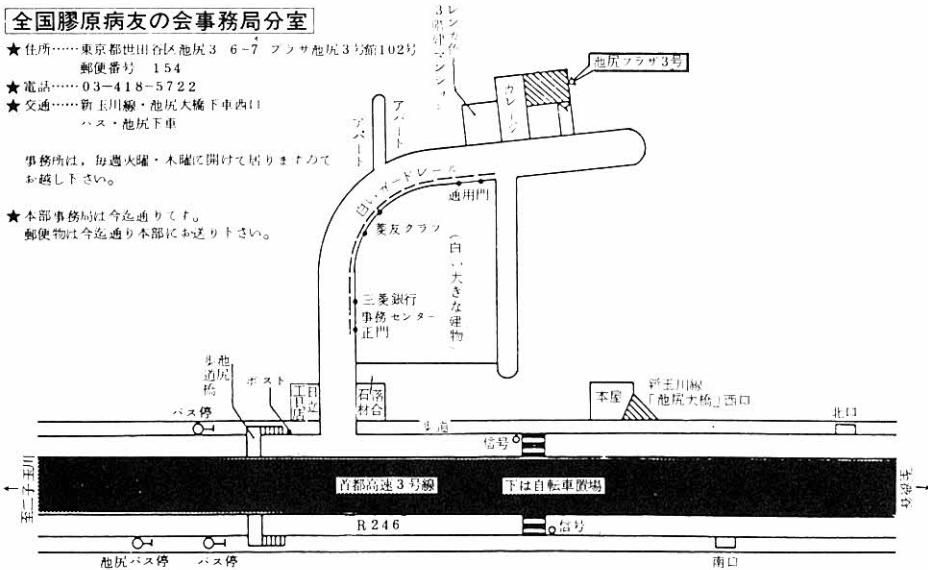 全国膠原病友の会事務局分室
★住所……東京都世田谷区池尻3-6-7 プラザ池尻3号館102号
郵便番号 154
★電話……03-418-5722
★交通……新玉川線・池尻大橋下車西口
バス・池尻下車
事務所は,毎週火曜・木曜に開けて居りますので
お越し下さい。
★本部事務局は今迄通りです。
郵便物は今迄通り本部にお送り下さい。
アパート
アパート
ガレージ
池尻プラザ3号
白いガードレール
通用門
菱友クラブ
(白い大きな建物)
三菱銀行
事務センター
正門
池尻
歩道橋
ポスト
日立
工具店
落合
石材
本屋
新玉川線
「池尻大橋」西口
バス停
歩道
信号
北口
至二子玉川
首都高速3号線
下は自転車置場
至渋谷
R246
信号
池尻バス停
バス停
南口